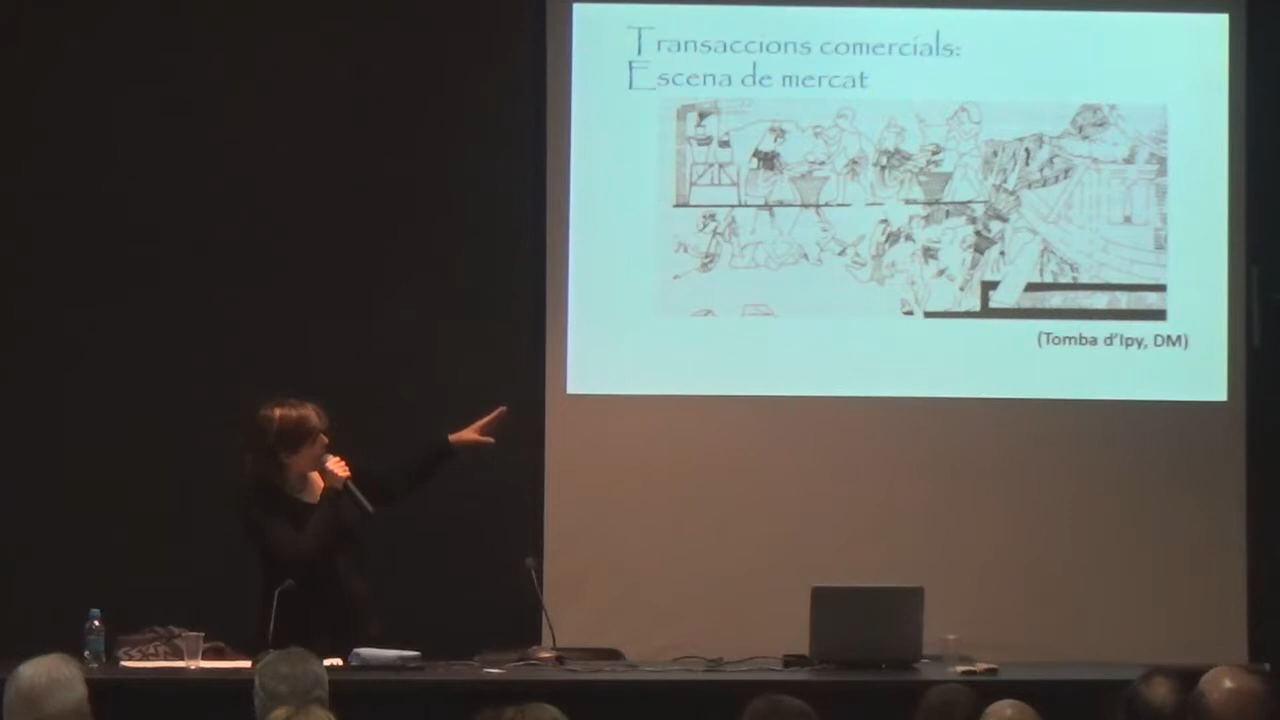 Transaccions comercials:
Escena de mercat
(Tomba d'Ipy, DM)